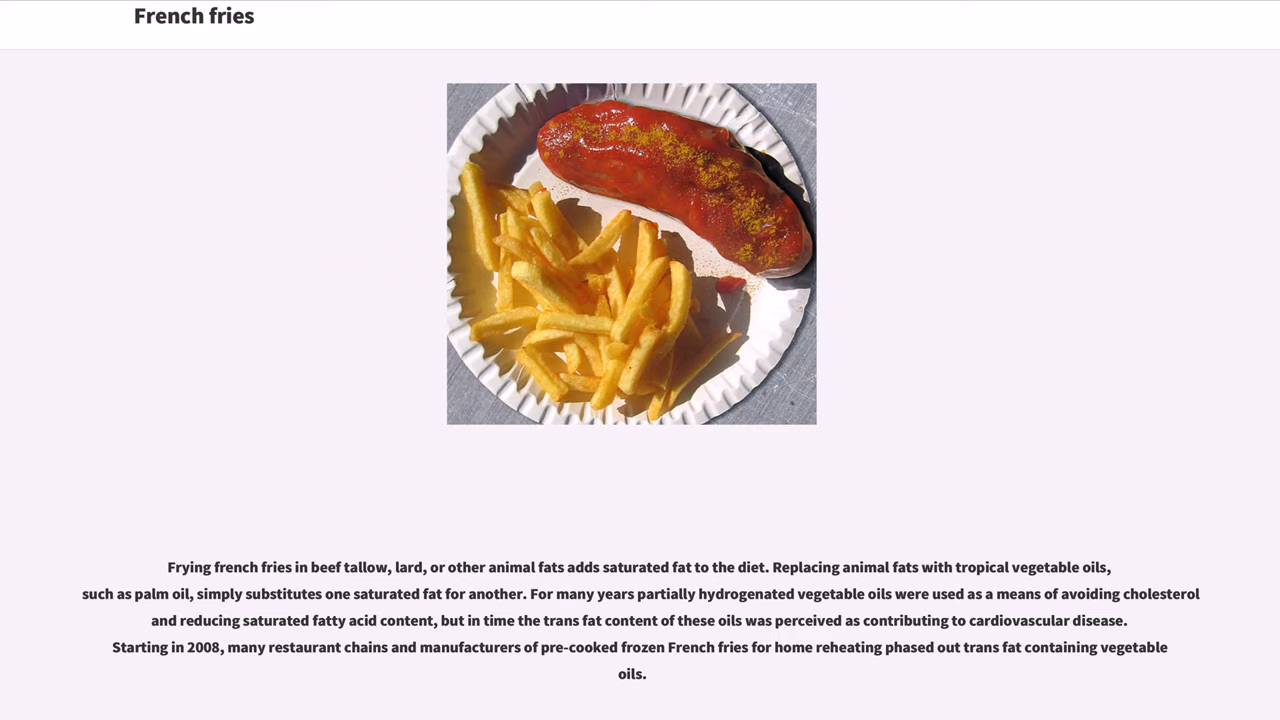 French fries
Frying french fries in beef tallow, lard, or other animal fats adds saturated fat to the diet. Replacing animal fats with tropical vegetable oils,
such as palm oil, simply substitutes one saturated fat for another. For many years partially hydrogenated vegetable oils were used as a means of avoiding cholesterol
and reducing saturated fatty acid content, but in time the trans fat content of these oils was perceived as contributing to cardiovascular disease.
Starting in 2008, many restaurant chains and manufacturers of pre-cooked frozen French fries for home reheating phased out trans fat containing vegetable
oils.